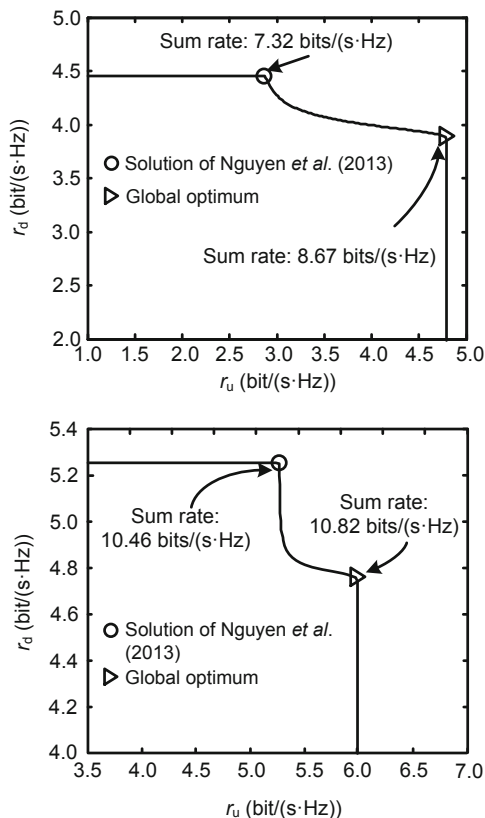 5.0
Sum rate: 7.32 bits/(s·Hz)
4.5
4.0
Solution of Nguyen et al. (2013)
3.5
Global optimum
3.0
Sum rate: 8.67 bits/(s·Hz)
2.5
2.0
r_d (bit/(s·Hz))
1.0 1.5 2.0 2.5 3.0 3.5 4.0 4.5 5.0
r_u (bit/(s·Hz))
5.4
5.2
Sum rate:
10.46 bits/(s·Hz)
Sum rate:
10.82 bits/(s·Hz)
5.0
4.8
4.6
Solution of Nguyen et al.
(2013)
4.4
Global optimum
4.2
4.0
r_d (bit/(s·Hz))
3.5 4.0 4.5 5.0 5.5 6.0 6.5 7.0
r_u (bit/(s·Hz))